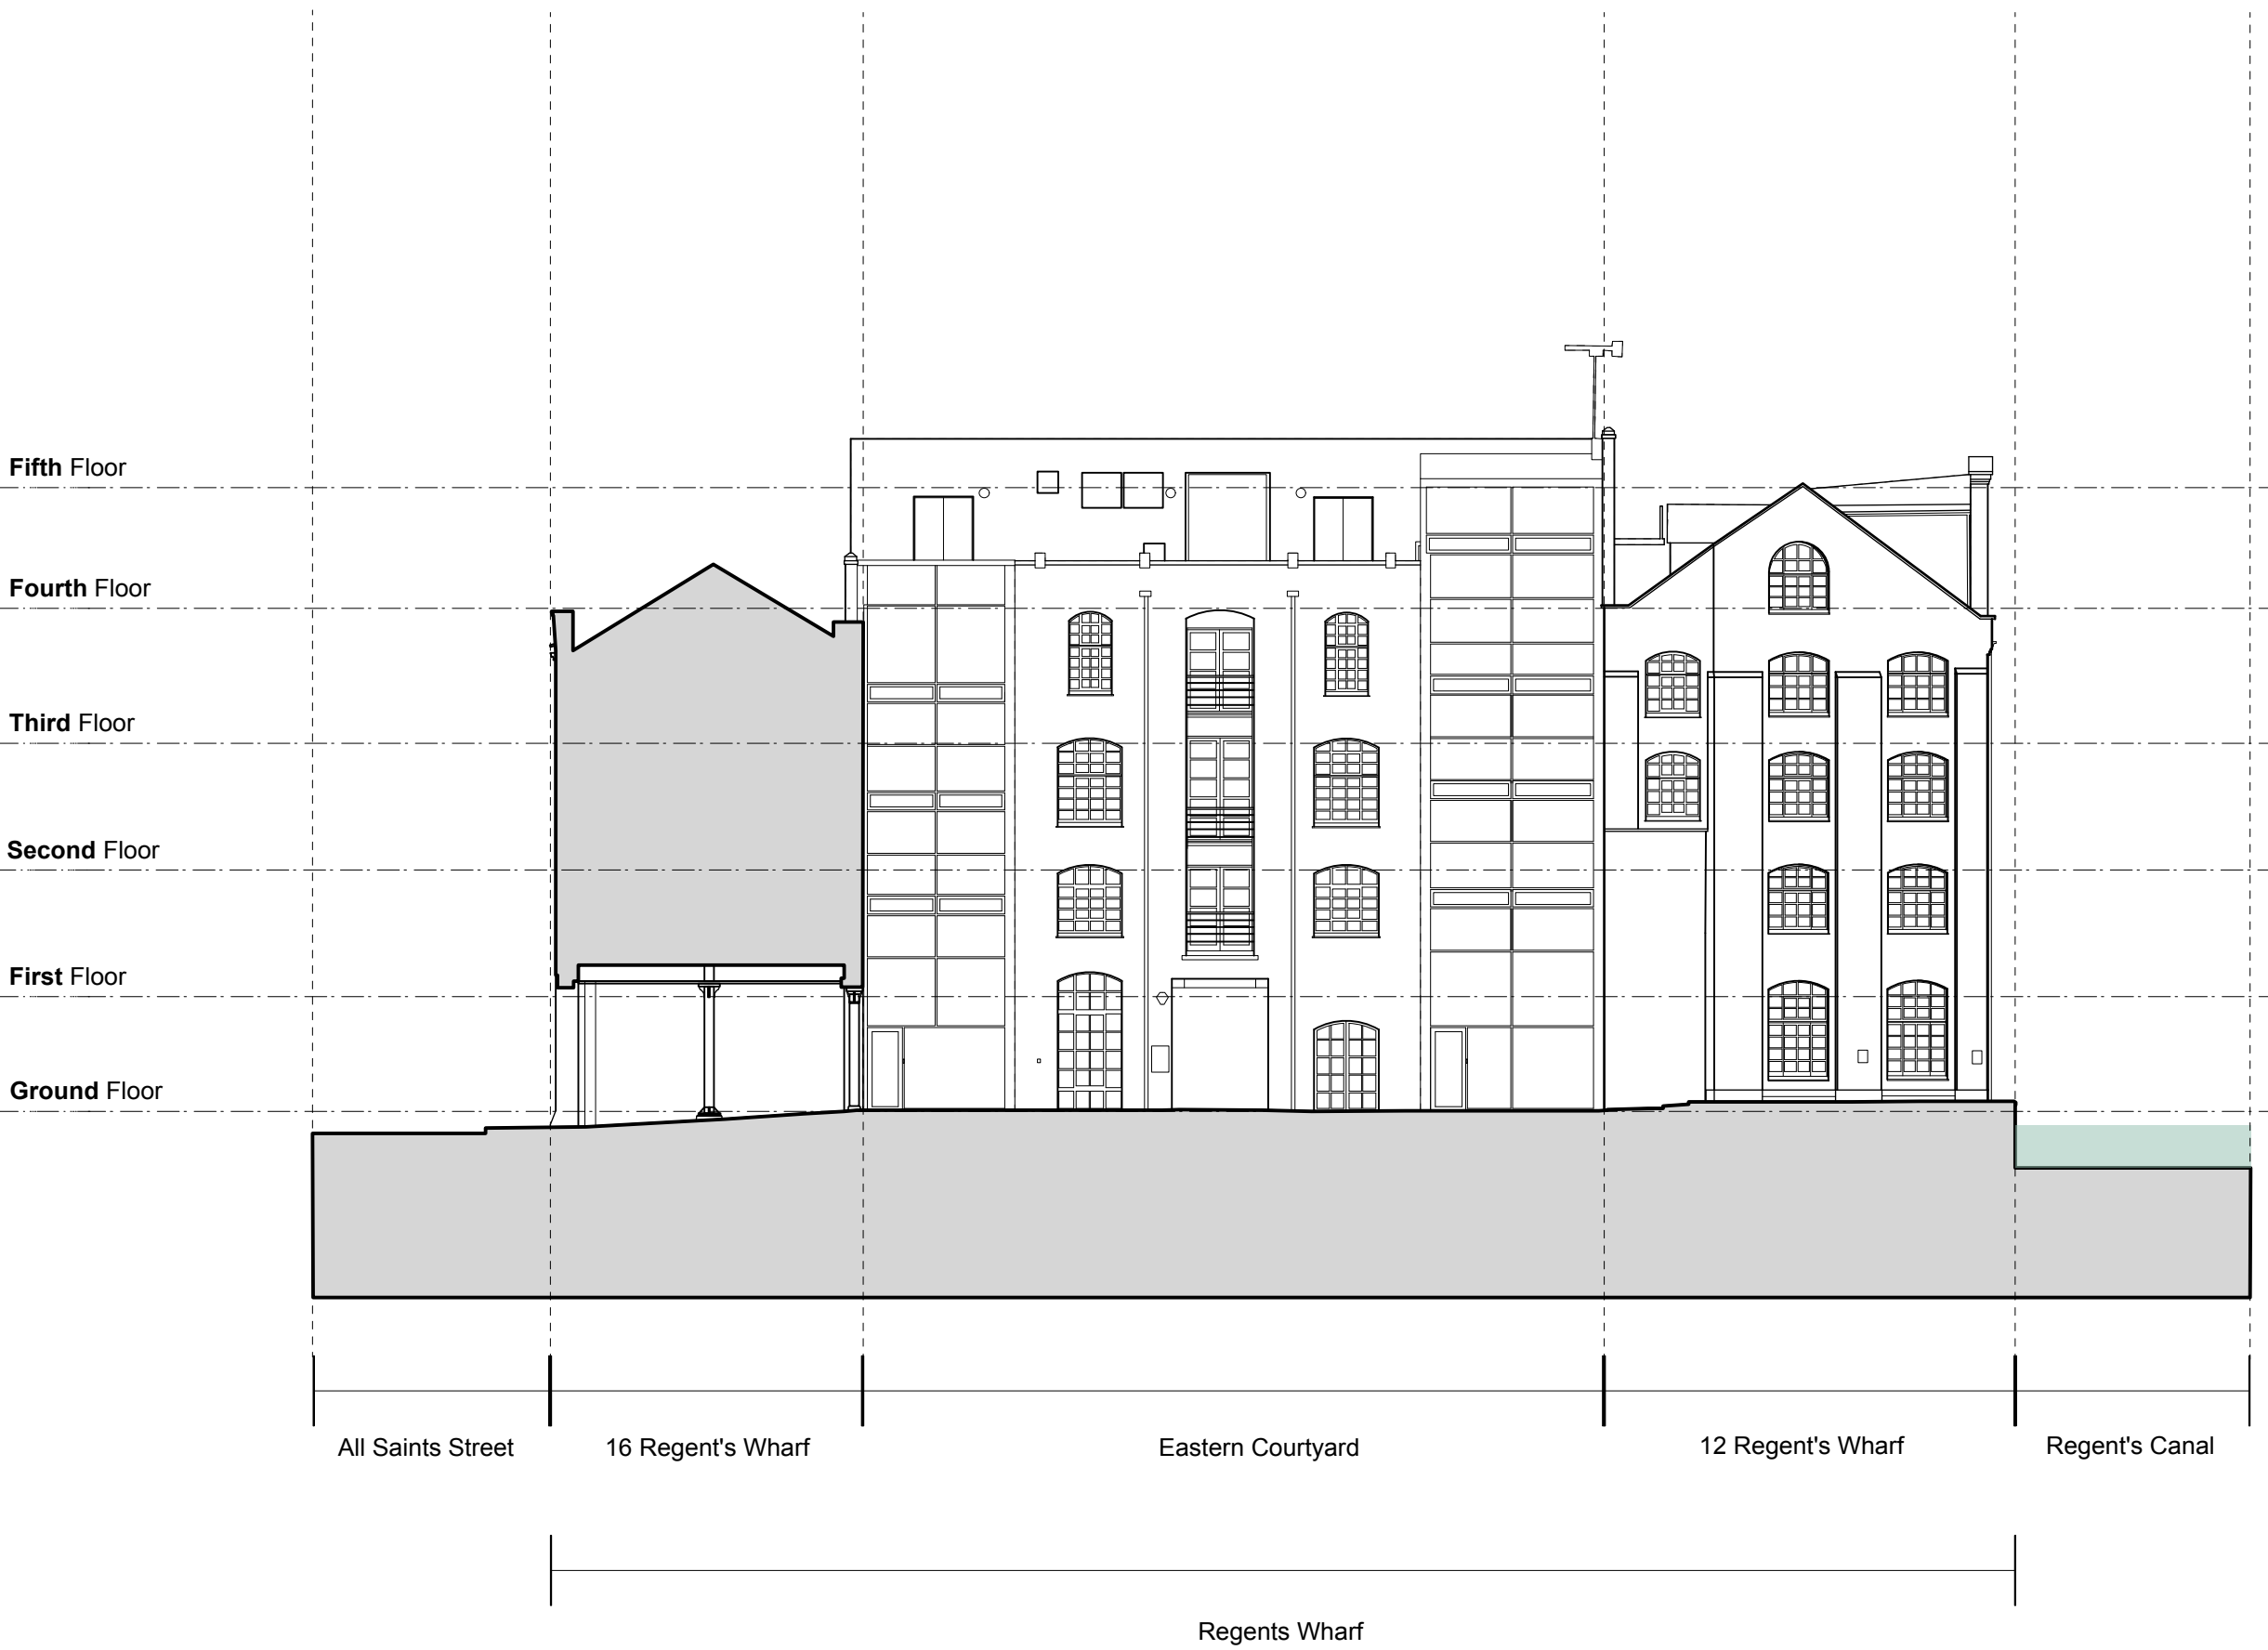 Fifth Floor
Fourth Floor
Third Floor
Second Floor
First Floor
Ground Floor
All Saints Street
16 Regent's Wharf
Eastern Courtyard
12 Regent's Wharf
Regent's Canal
Regents Wharf